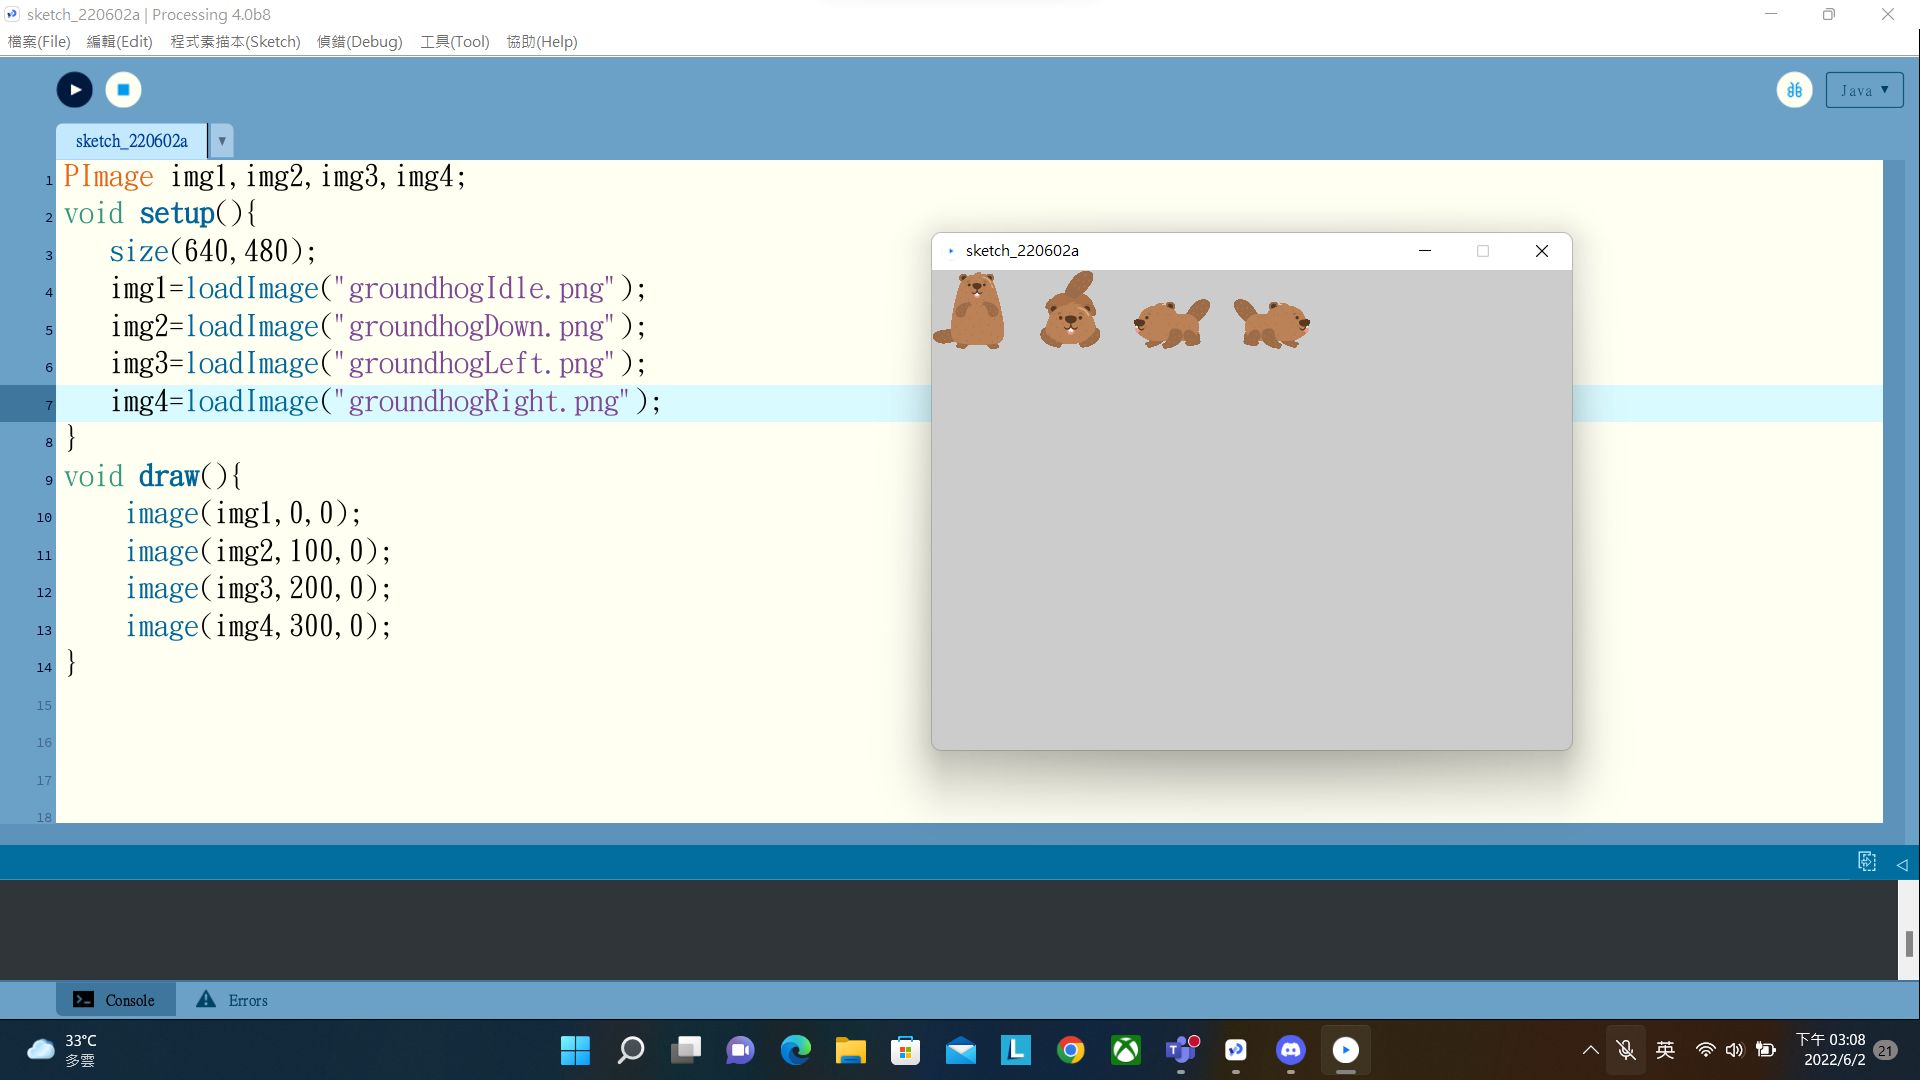 sketch_220602a | Processing 4.0b8
檔案(File) 編輯(Edit) 程式素描本(Sketch) 偵錯(Debug) 工具(Tool) 協助(Help)
Java ▼
sketch_220602a ▼
1 PImage img1,img2,img3,img4;
2 void setup(){
3 size(640,480);
4 img1=loadImage("groundhogIdle.png");
5 img2=loadImage("groundhogDown.png");
6 img3=loadImage("groundhogLeft.png");
7 img4=loadImage("groundhogRight.png");
8 }
9 void draw(){
10 image(img1,0,0);
11 image(img2,100,0);
12 image(img3,200,0);
13 image(img4,300,0);
14 }
15
16
17
18
sketch_220602a
Console Errors
33°C
多雲
英
下午 03:08
2022/6/2
21